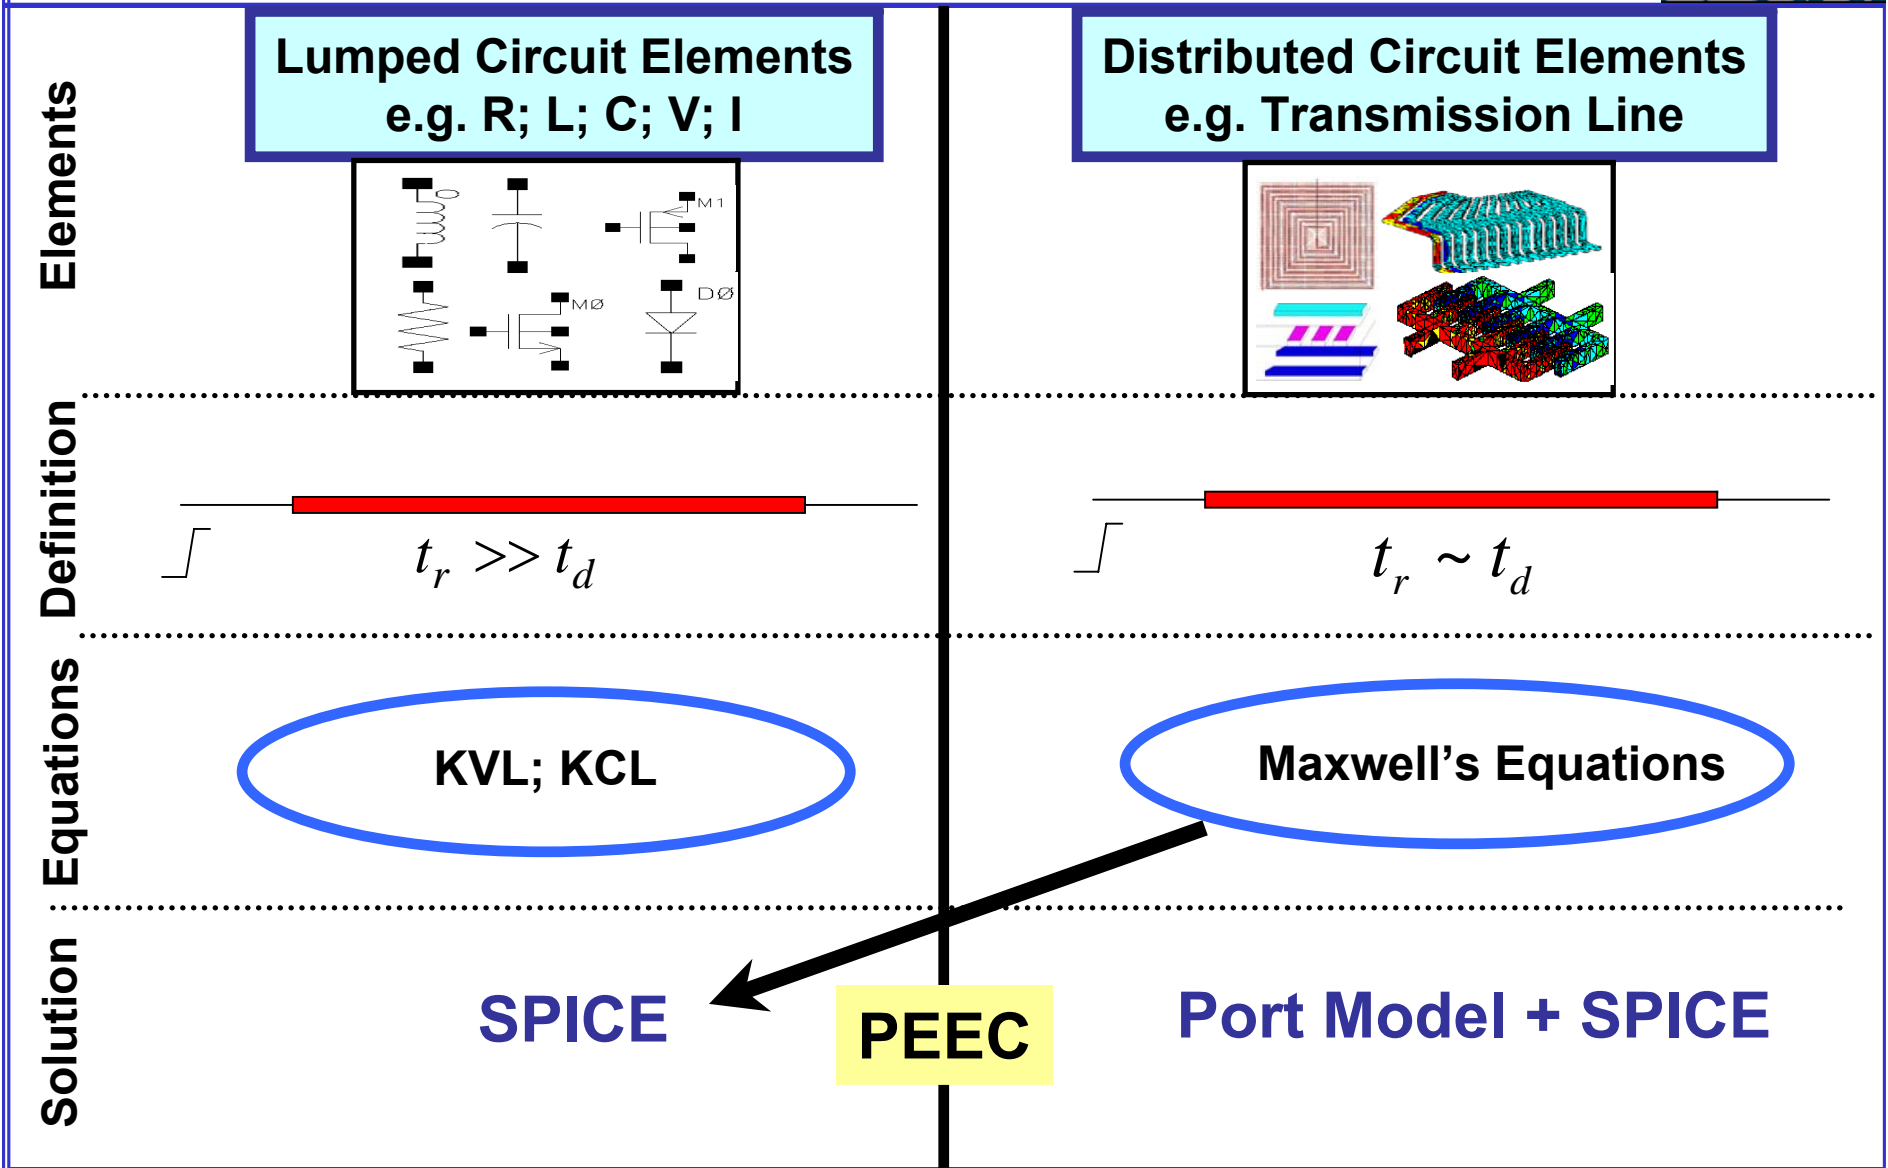 Lumped Circuit Elements
e.g. R; L; C; V; I
Distributed Circuit Elements
e.g. Transmission Line
Elements
M1
MØ
DØ
Definition
t_r >> t_d
t_r ~ t_d
Equations
KVL; KCL
Maxwell's Equations
Solution
SPICE
PEEC
Port Model + SPICE